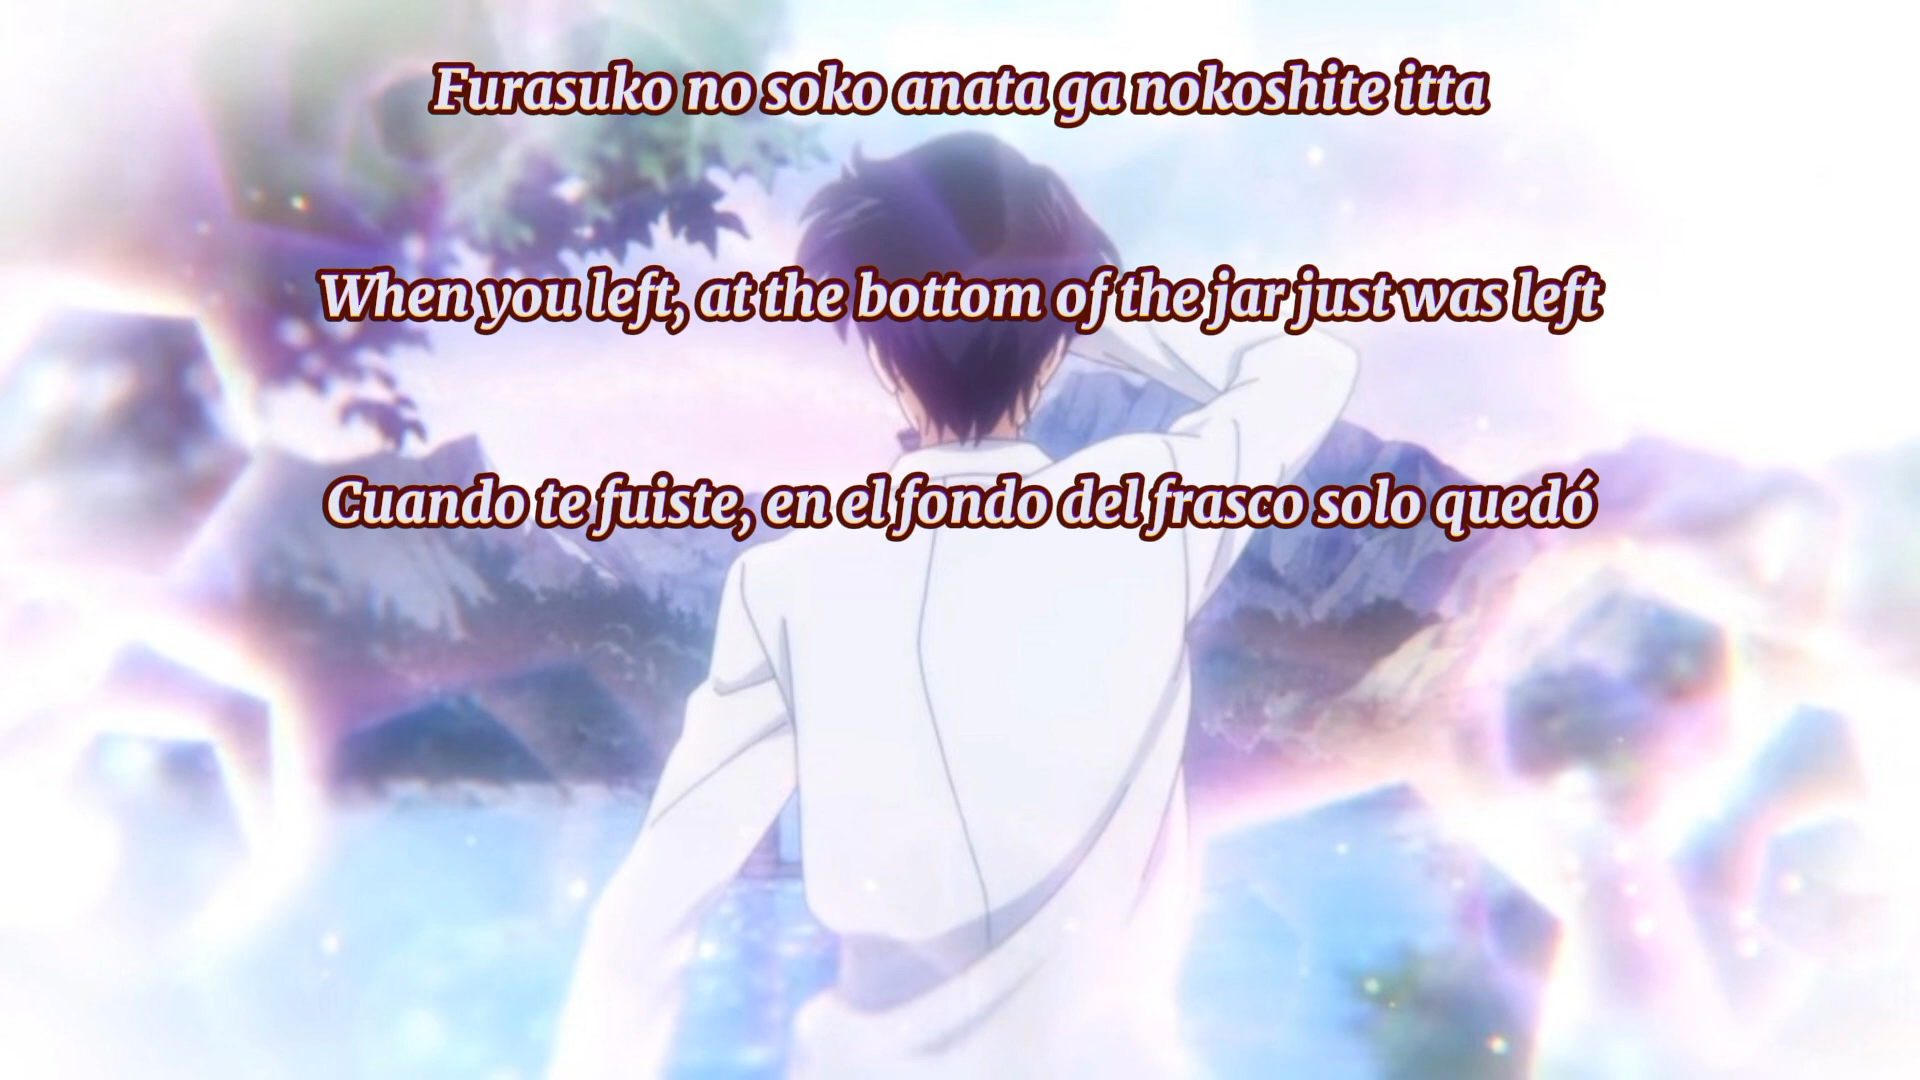 Furasuko no soko anata ga nokoshite itta
When you left, at the bottom of the jar just was left
Cuando te fuiste, en el fondo del frasco solo quedó